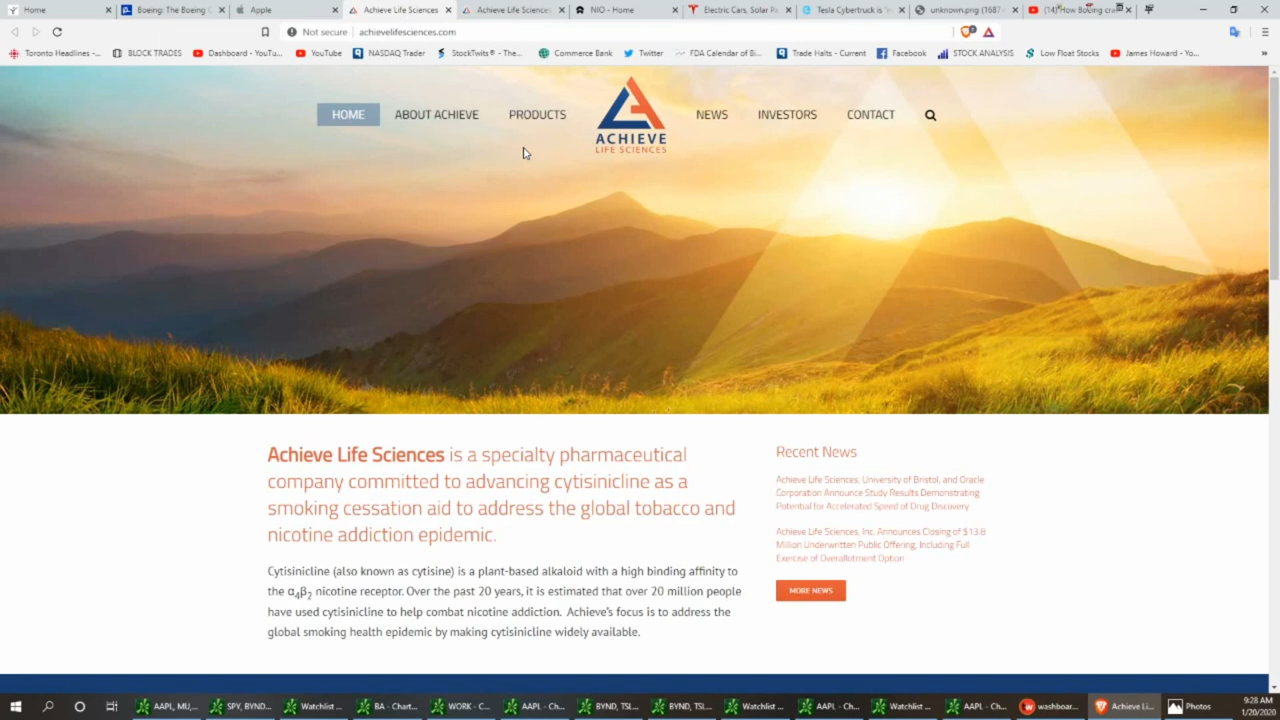 Home
Boeing: The Boeing C
Apple
Achieve Life Sciences
Achieve Life Sciences
NIO - Home
Electric Cars, Solar Pa
Tesla Cybertruck is
unknown.png (1687
(14) How Boeing cra
Not secure
achievelifesciences.com
Toronto Headlines -...
BLOCK TRADES
Dashboard - YouTu...
YouTube
NASDAQ Trader
StockTwits® - The...
Commerce Bank
Twitter
FDA Calendar of Bi...
Trade Halts - Current
Facebook
STOCK ANALYSIS
Low Float Stocks
James Howard - Yo...
HOME
ABOUT ACHIEVE
PRODUCTS
ACHIEVE
LIFE SCIENCES
NEWS
INVESTORS
CONTACT
Achieve Life Sciences is a specialty pharmaceutical
company committed to advancing cytisinicline as a
smoking cessation aid to address the global tobacco and
nicotine addiction epidemic.
Cytisinicline (also known as cytisine) is a plant-based alkaloid with a high binding affinity to
the α4β2 nicotine receptor. Over the past 20 years, it is estimated that over 20 million people
have used cytisinicline to help combat nicotine addiction. Achieve's focus is to address the
global smoking health epidemic by making cytisinicline widely available.
Recent News
Achieve Life Sciences, University of Bristol, and Oracle
Corporation Announce Study Results Demonstrating
Potential for Accelerated Speed of Drug Discovery
Achieve Life Sciences, Inc. Announces Closing of $13.8
Million Underwritten Public Offering, Including Full
Exercise of Overallotment Option
MORE NEWS
AAPL, MU,...
SPY, BYND...
Watchlist ...
BA - Chart...
WORK - C...
AAPL - Ch...
BYND, TSL...
BYND, TSL...
Watchlist ...
AAPL - Ch...
Watchlist ...
AAPL - Ch...
washboar...
Achieve Li...
Photos
9:28 AM
1/20/2020